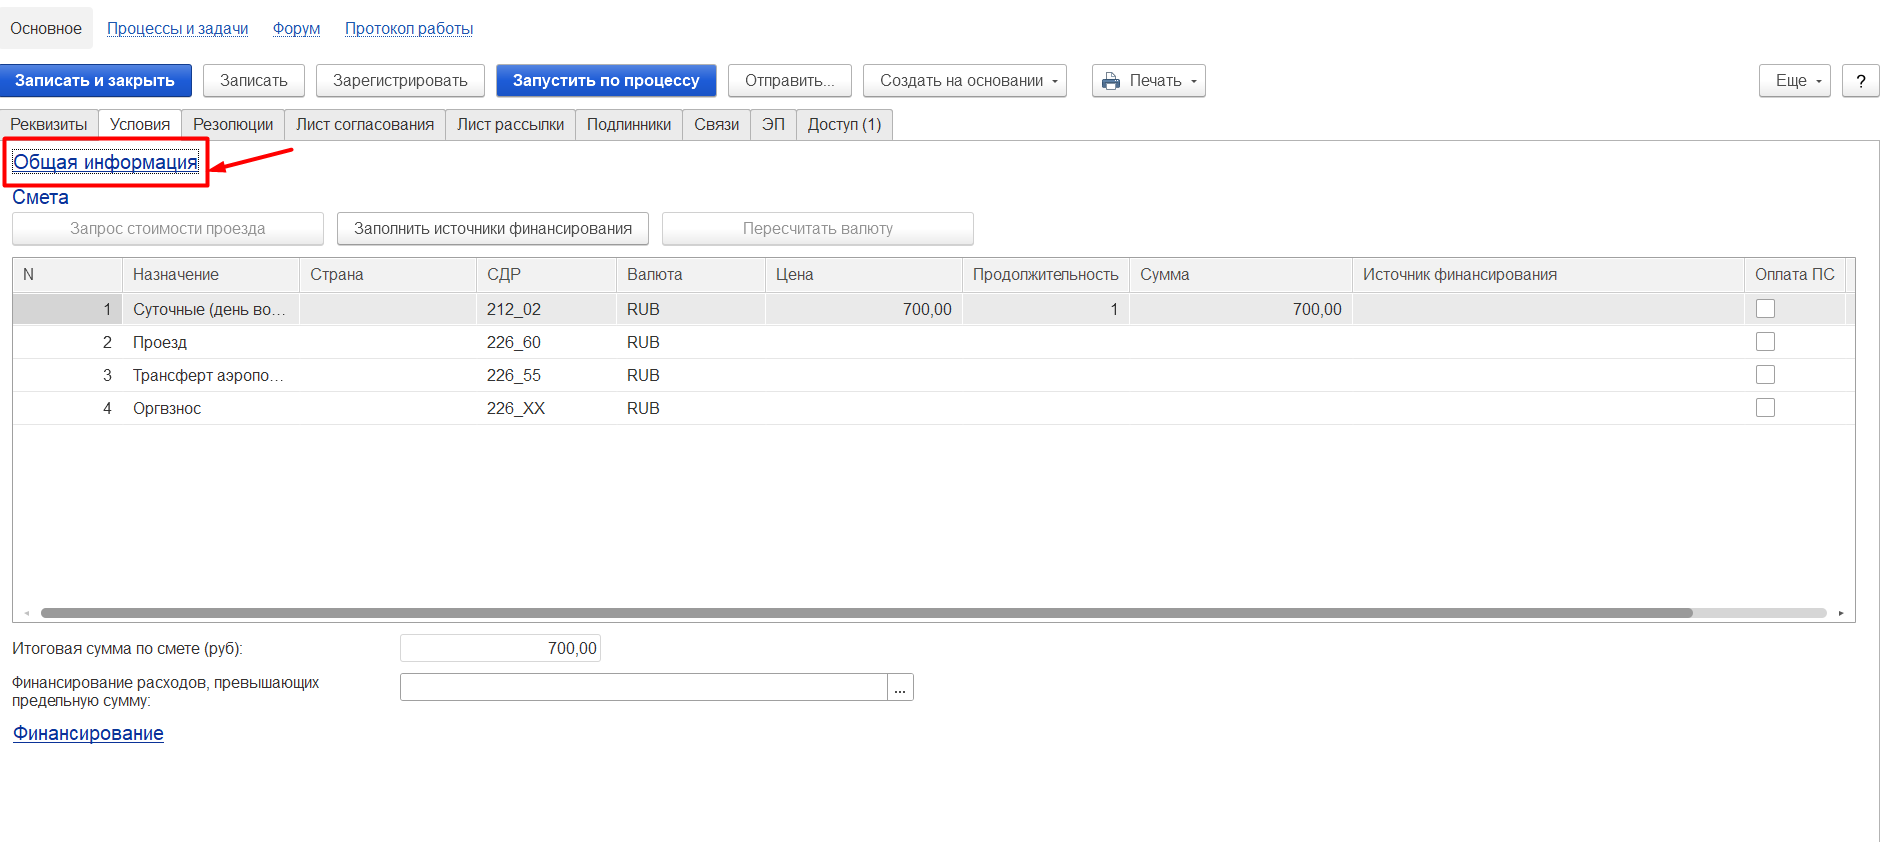 Основное Процессы и задачи Форум Протокол работы
Записать и закрыть Записать Зарегистрировать Запустить по процессу Отправить... Создать на основании Печать Еще ?
Реквизиты Условия Резолюции Лист согласования Лист рассылки Подлинники Связи ЭП Доступ (1)
Общая информация
Смета
Запрос стоимости проезда Заполнить источники финансирования Пересчитать валюту
N Назначение Страна СДР Валюта Цена Продолжительность Сумма Источник финансирования Оплата ПС
1 Суточные (день во... 212_02 RUB 700,00 1 700,00
2 Проезд 226_60 RUB
3 Трансферт аэропо... 226_55 RUB
4 Оргвзнос 226_XX RUB
Итоговая сумма по смете (руб): 700,00
Финансирование расходов, превышающих
предельную сумму: ...
Финансирование